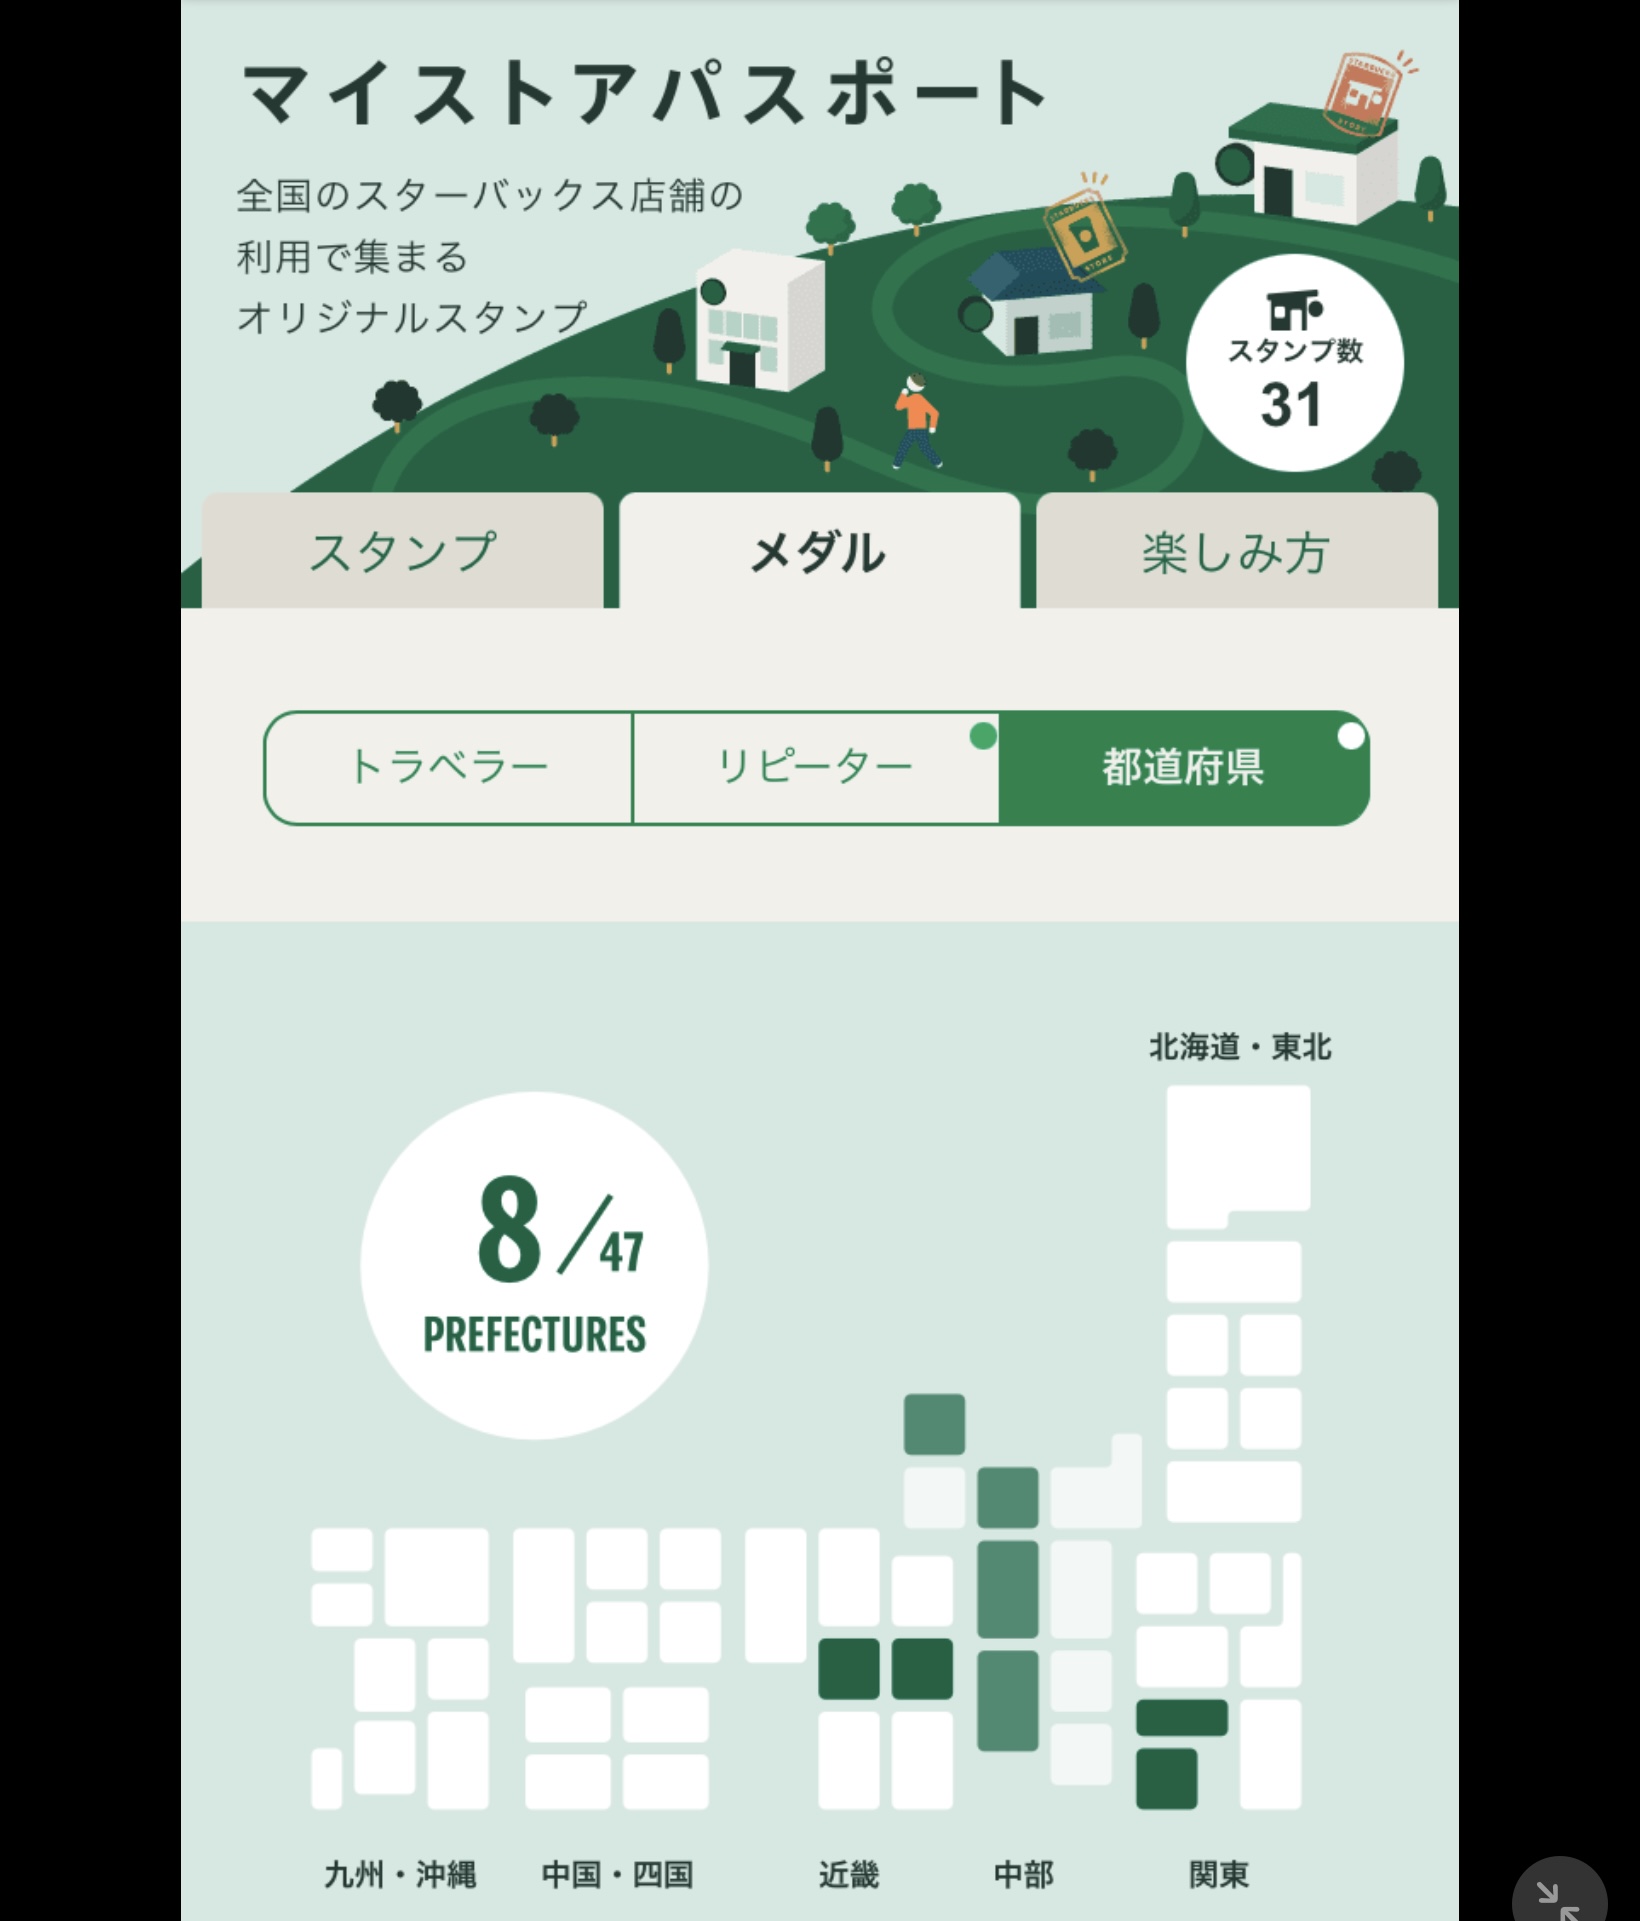 マイストアパスポート
全国のスターバックス店舗の
利用で集まる
オリジナルスタンプ
スタンプ数
31
スタンプ
メダル
楽しみ方
トラベラー
リピーター
都道府県
北海道・東北
8/47
PREFECTURES
九州・沖縄
中国・四国
近畿
中部
関東